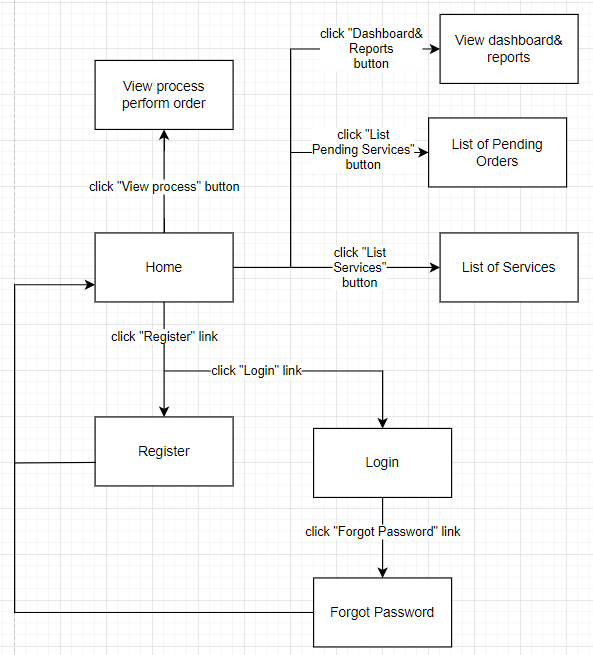 click "Dashboard&
Reports
button
View dashboard&
reports
View process
perform order
click "List
Pending Services"
button
List of Pending
Orders
click "View process" button
Home
click "List
Services"
button
List of Services
click "Register" link
click "Login" link
Register
Login
click "Forgot Password" link
Forgot Password